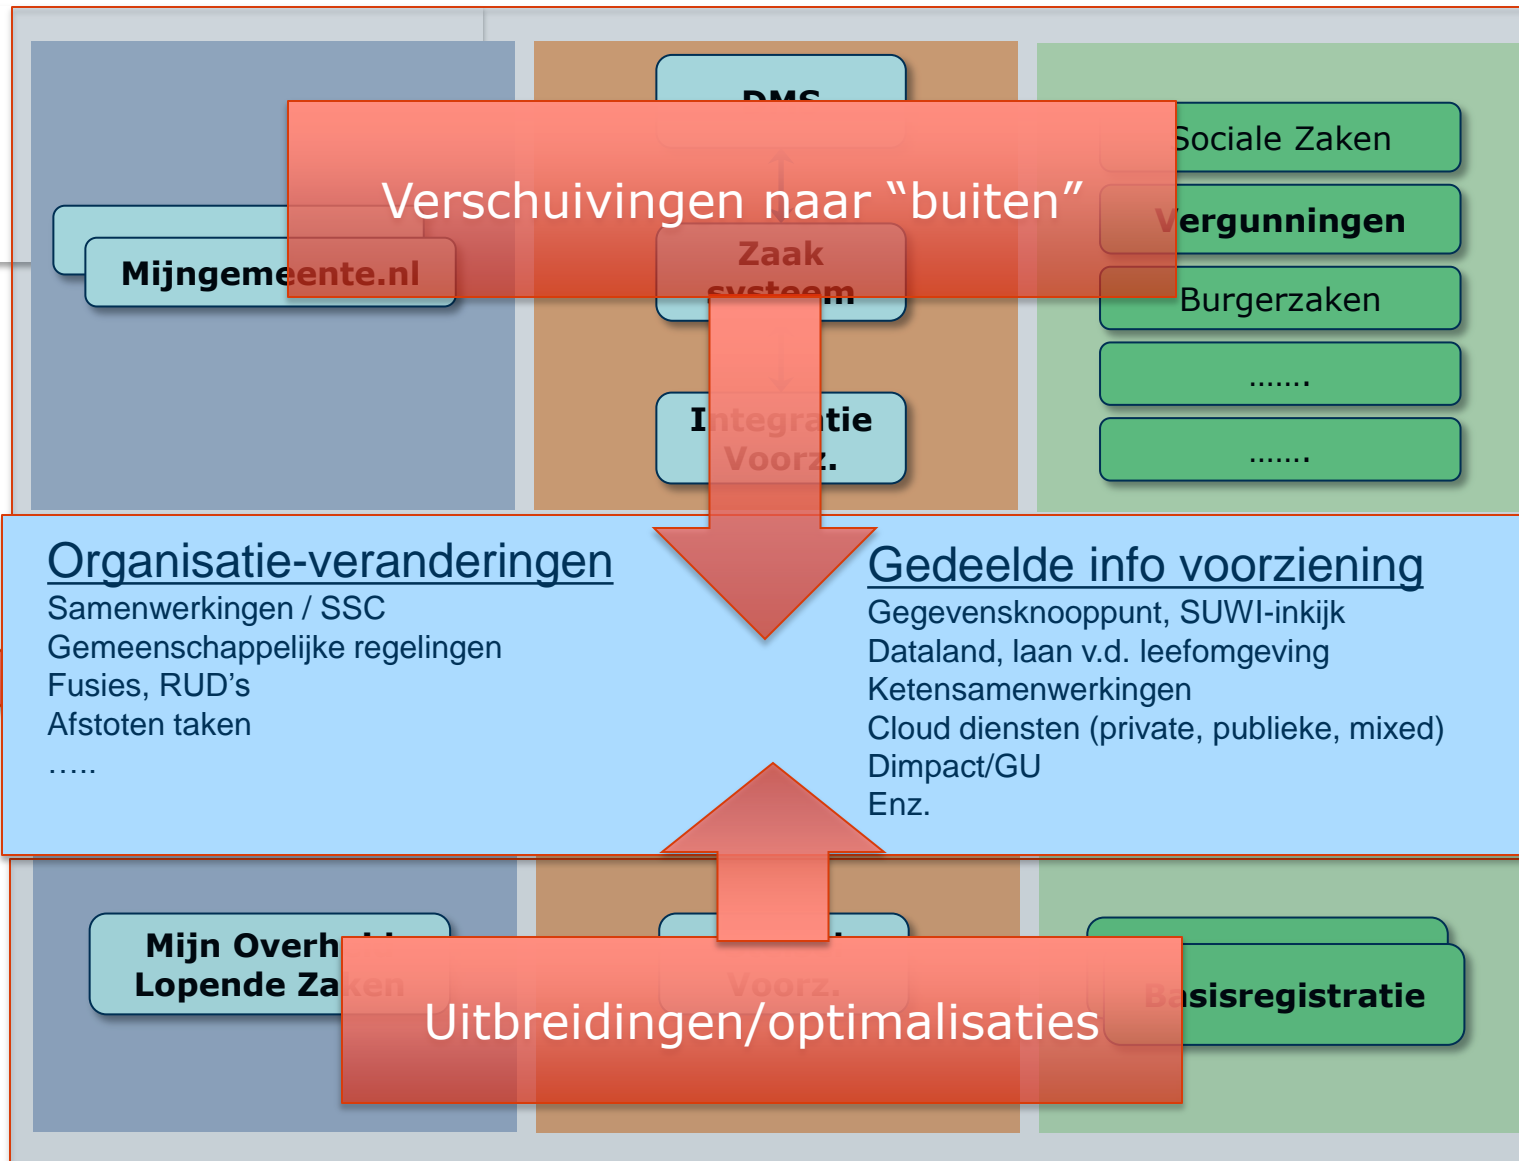 DMS
Sociale Zaken
Verschuivingen naar “buiten”
Vergunningen
Mijngemeente.nl
Zaak
systeem
Burgerzaken
.......
Integratie
Voorz.
.......
Organisatie-veranderingen
Samenwerkingen / SSC
Gemeenschappelijke regelingen
Fusies, RUD’s
Afstoten taken
…..
Gedeelde info voorziening
Gegevensknooppunt, SUWI-inkijk
Dataland, laan v.d. leefomgeving
Ketensamenwerkingen
Cloud diensten (private, publieke, mixed)
Dimpact/GU
Enz.
Mijn Overheid
Lopende Zaken
Voorz.
Basisregistratie
Uitbreidingen/optimalisaties